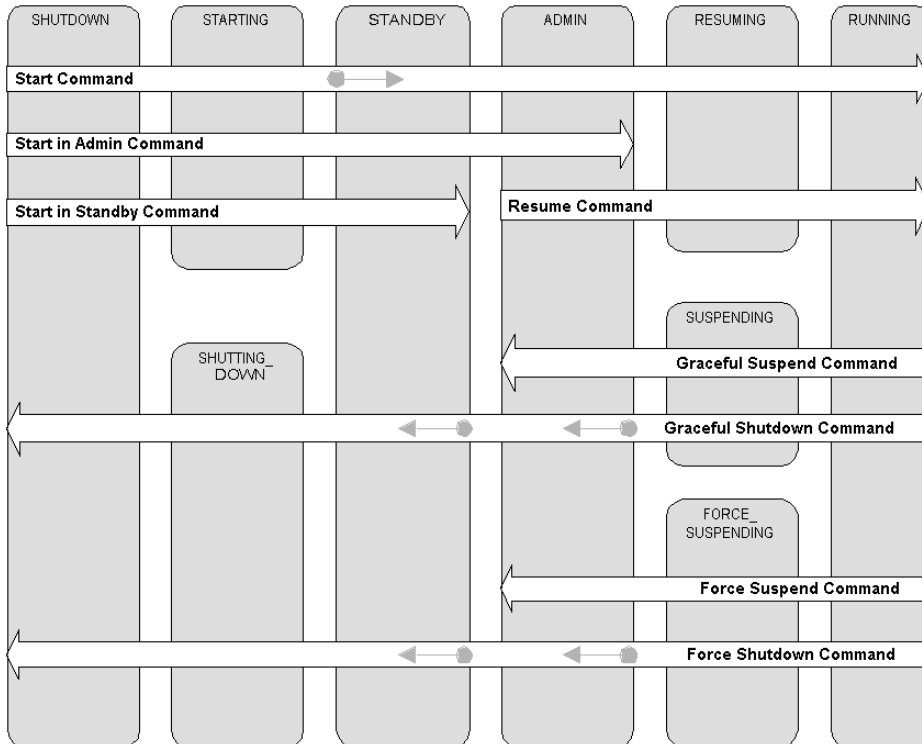 SHUTDOWN STARTING STANDBY ADMIN RESUMING RUNNING
Start Command
Start in Admin Command
Start in Standby Command
Resume Command
SUSPENDING
SHUTTING_
DOWN
Graceful Suspend Command
Graceful Shutdown Command
FORCE_
SUSPENDING
Force Suspend Command
Force Shutdown Command